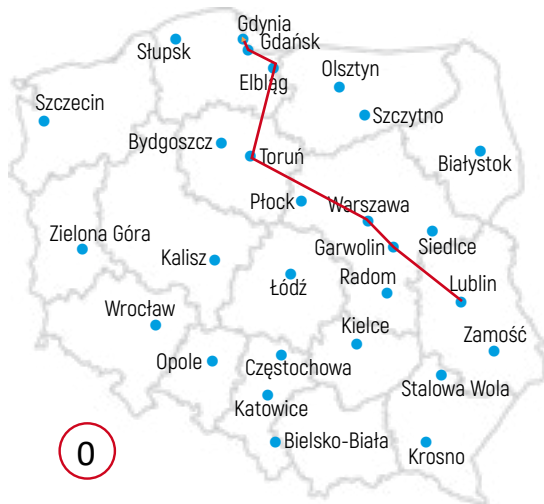 Gdynia
Gdańsk
Słupsk
Elbląg
Olsztyn
Szczecin
Szczytno
Bydgoszcz
Toruń
Białystok
Płock
Warszawa
Zielona Góra
Garwolin
Siedlce
Kalisz
Łódź
Radom
Lublin
Wrocław
Kielce
Zamość
Opole
Częstochowa
Stalowa Wola
Katowice
Bielsko-Biała
Krosno
0